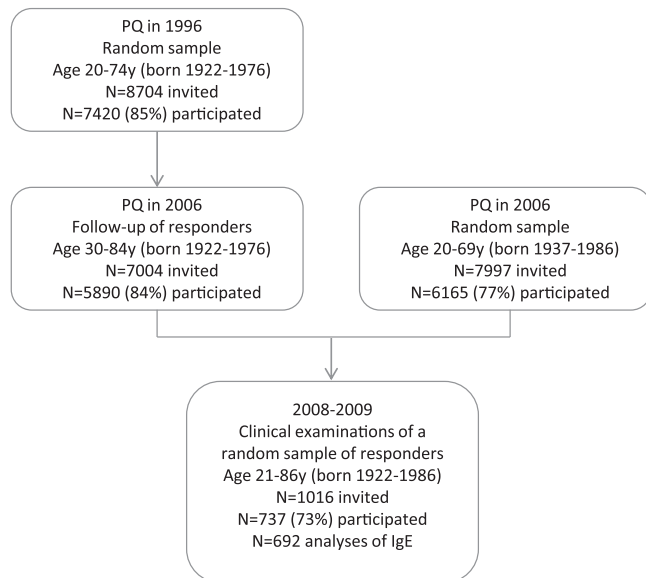 PQ in 1996
Random sample
Age 20-74y (born 1922-1976)
N=8704 invited
N=7420 (85%) participated
PQ in 2006
Follow-up of responders
Age 30-84y (born 1922-1976)
N=7004 invited
N=5890 (84%) participated
PQ in 2006
Random sample
Age 20-69y (born 1937-1986)
N=7997 invited
N=6165 (77%) participated
2008-2009
Clinical examinations of a
random sample of responders
Age 21-86y (born 1922-1986)
N=1016 invited
N=737 (73%) participated
N=692 analyses of IgE